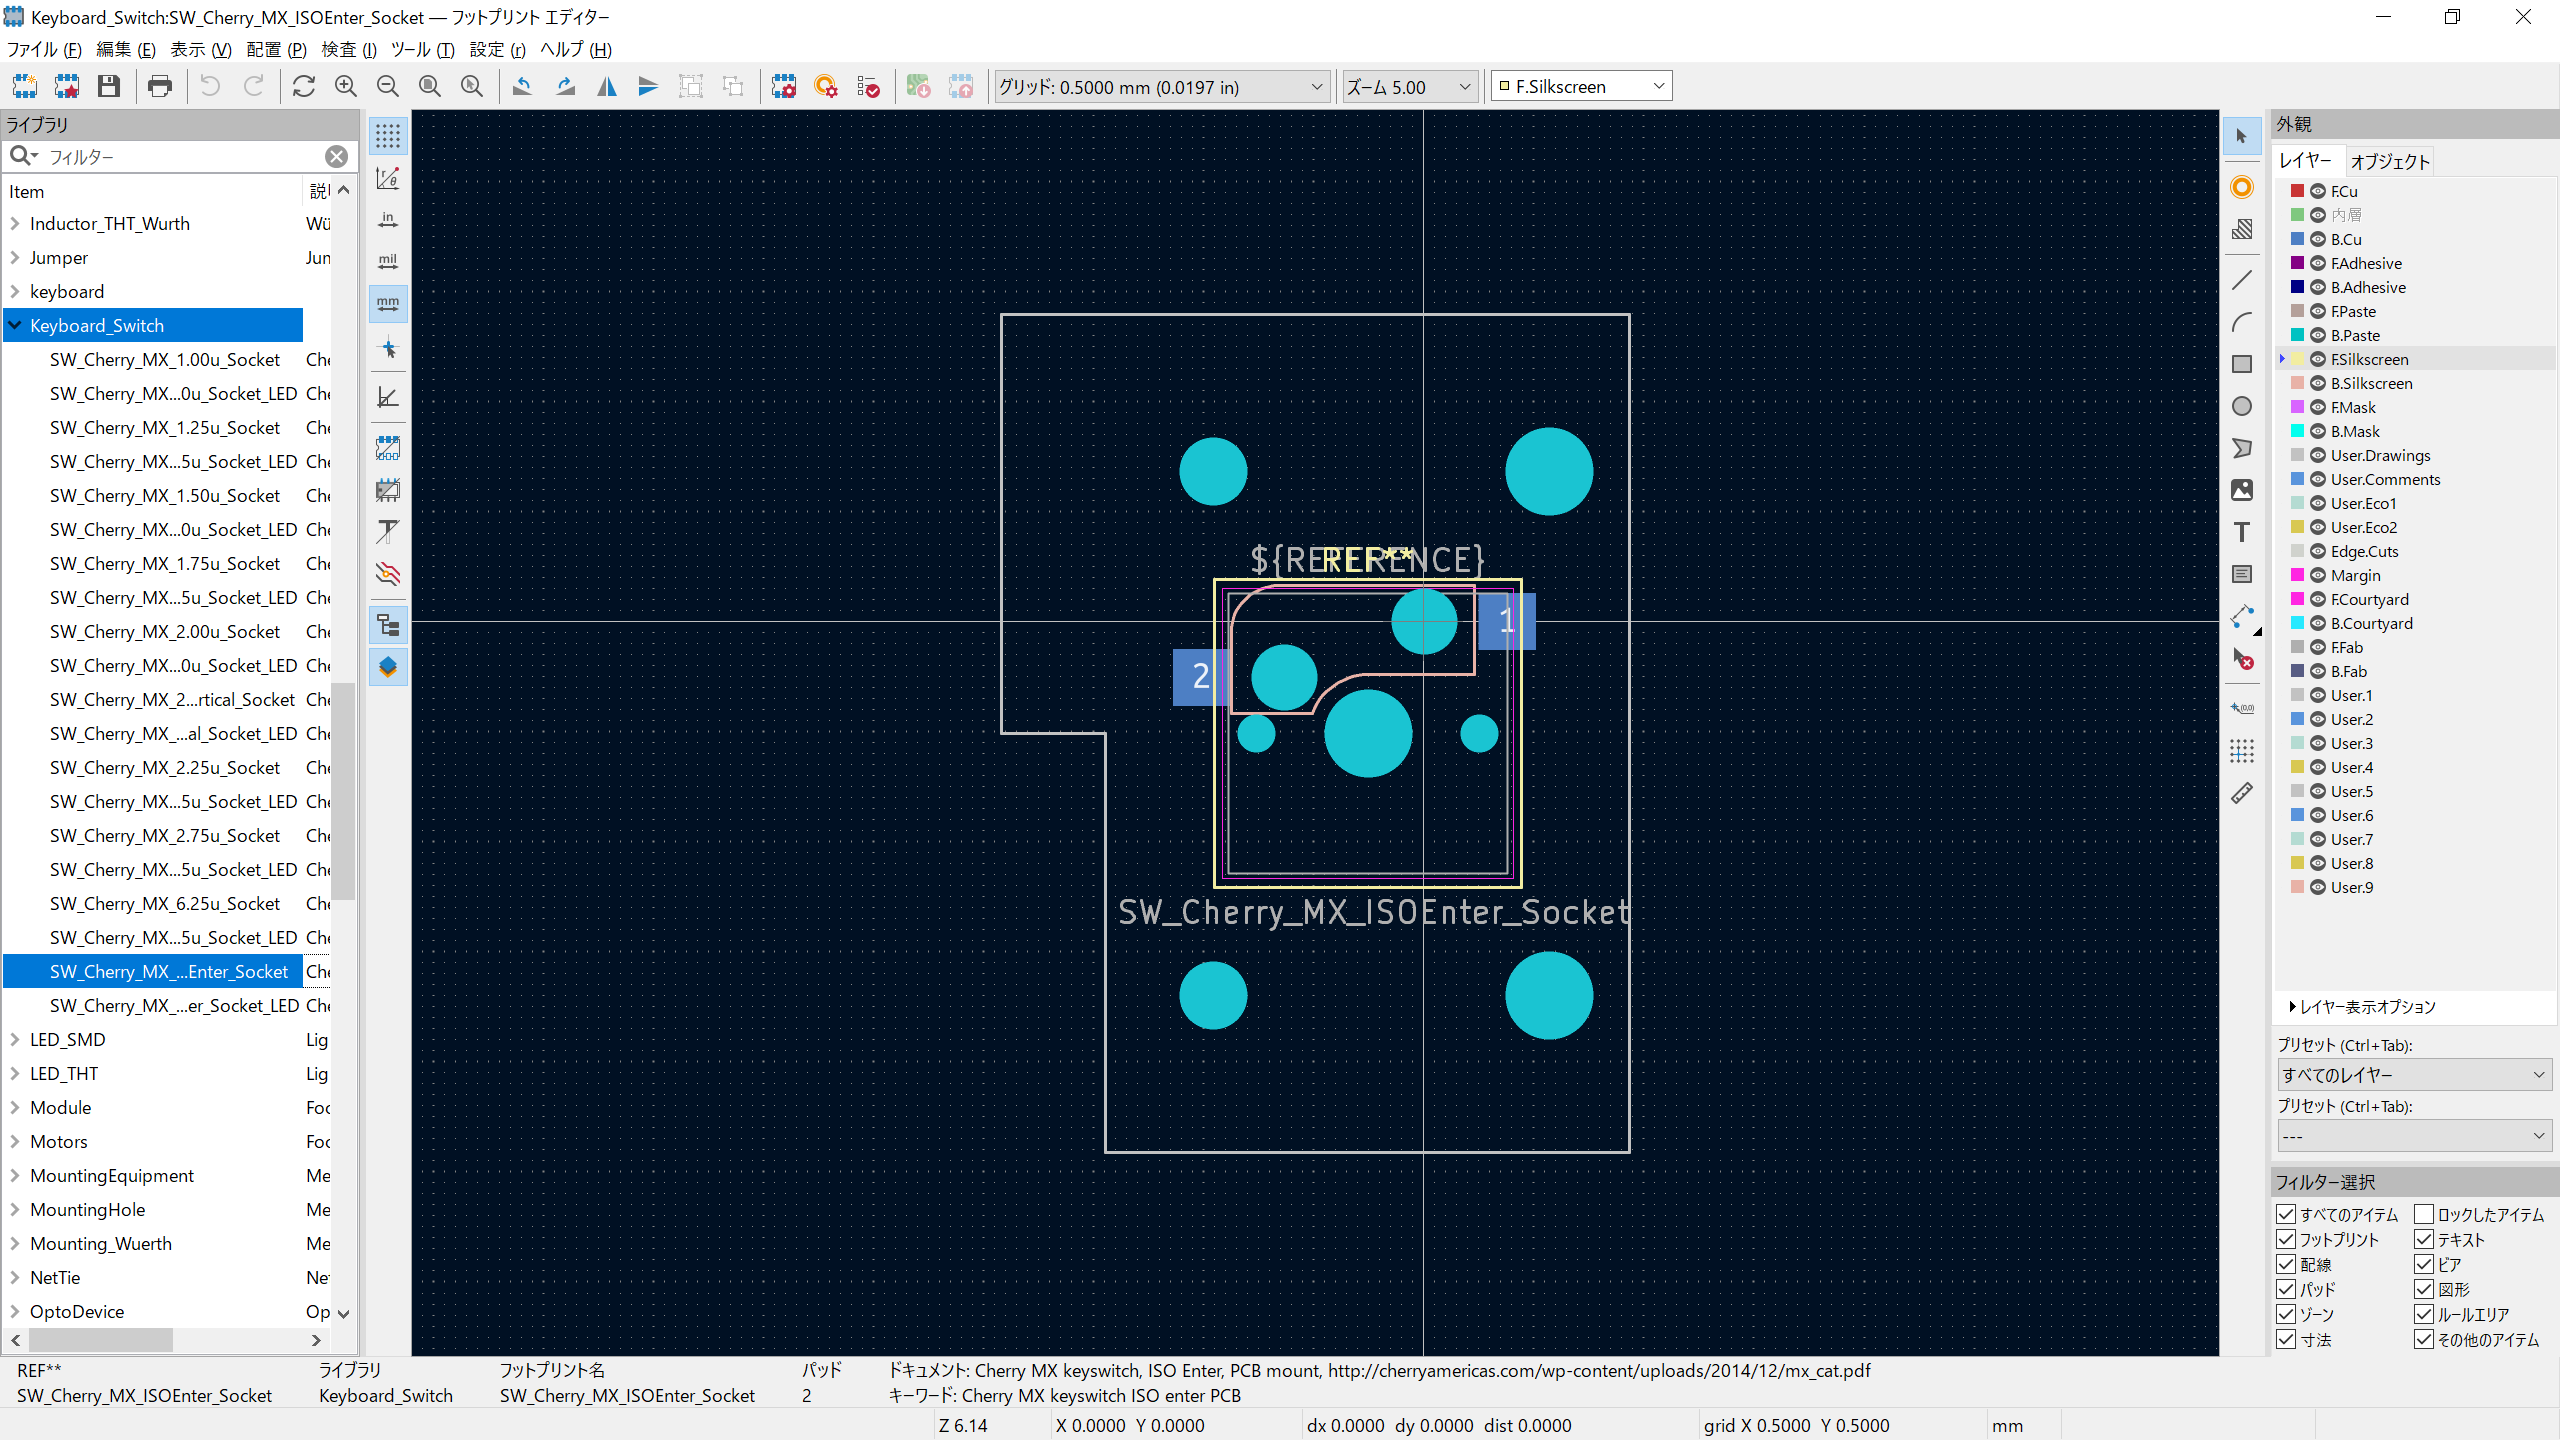 Keyboard_Switch:SW_Cherry_MX_ISOEnter_Socket — フットプリント エディター
ファイル (F) 編集 (E) 表示 (V) 配置 (P) 検査 (I) ツール (T) 設定 (r) ヘルプ (H)
グリッド: 0.5000 mm (0.0197 in)
ズーム 5.00
F.Silkscreen
ライブラリ
フィルター
Item
Inductor_THT_Wurth Wü
Jumper Jun
keyboard
Keyboard_Switch
SW_Cherry_MX_1.00u_Socket Che
SW_Cherry_MX...0u_Socket_LED Che
SW_Cherry_MX_1.25u_Socket Che
SW_Cherry_MX...5u_Socket_LED Che
SW_Cherry_MX_1.50u_Socket Che
SW_Cherry_MX...0u_Socket_LED Che
SW_Cherry_MX_1.75u_Socket Che
SW_Cherry_MX...5u_Socket_LED Che
SW_Cherry_MX_2.00u_Socket Che
SW_Cherry_MX...0u_Socket_LED Che
SW_Cherry_MX_2...rtical_Socket Che
SW_Cherry_MX_...al_Socket_LED Che
SW_Cherry_MX_2.25u_Socket Che
SW_Cherry_MX...5u_Socket_LED Che
SW_Cherry_MX_2.75u_Socket Che
SW_Cherry_MX...5u_Socket_LED Che
SW_Cherry_MX_6.25u_Socket Che
SW_Cherry_MX...5u_Socket_LED Che
SW_Cherry_MX_...Enter_Socket Che
SW_Cherry_MX_...er_Socket_LED Che
LED_SMD Lig
LED_THT Lig
Module Foo
Motors Foo
MountingEquipment Me
MountingHole Me
Mounting_Wuerth Me
NetTie Ne
OptoDevice Op
in
mil
mm
${REFERENCE}
REF**
1
2
SW_Cherry_MX_ISOEnter_Socket
(0,0)
外観
レイヤー オブジェクト
F.Cu
内層
B.Cu
F.Adhesive
B.Adhesive
F.Paste
B.Paste
F.Silkscreen
B.Silkscreen
F.Mask
B.Mask
User.Drawings
User.Comments
User.Eco1
User.Eco2
Edge.Cuts
Margin
F.Courtyard
B.Courtyard
F.Fab
B.Fab
User.1
User.2
User.3
User.4
User.5
User.6
User.7
User.8
User.9
レイヤー表示オプション
プリセット (Ctrl+Tab):
すべてのレイヤー
プリセット (Ctrl+Tab):
---
フィルター選択
すべてのアイテム ロックしたアイテム
フットプリント テキスト
配線 ビア
パッド 図形
ゾーン ルールエリア
寸法 その他のアイテム
REF** ライブラリ フットプリント名 パッド ドキュメント: Cherry MX keyswitch, ISO Enter, PCB mount, http://cherryamericas.com/wp-content/uploads/2014/12/mx_cat.pdf
SW_Cherry_MX_ISOEnter_Socket Keyboard_Switch SW_Cherry_MX_ISOEnter_Socket 2 キーワード: Cherry MX keyswitch ISO enter PCB
Z 6.14 X 0.0000 Y 0.0000 dx 0.0000 dy 0.0000 dist 0.0000 grid X 0.5000 Y 0.5000 mm